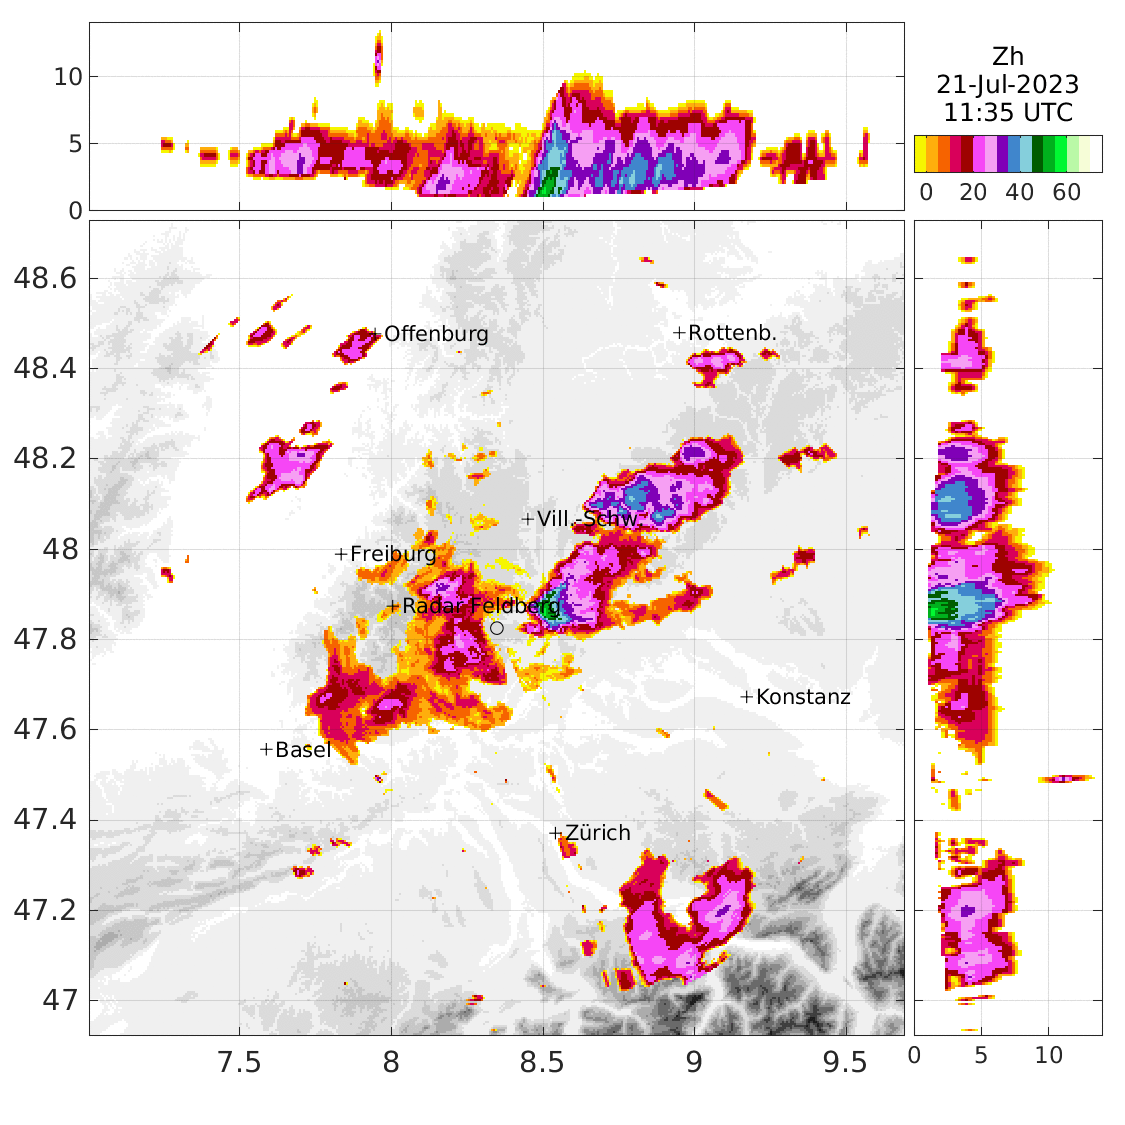 Zh
21-Jul-2023
11:35 UTC
0 20 40 60
10
5
0
48.6
48.4
48.2
48
47.8
47.6
47.4
47.2
47
+Offenburg
+Rottenb.
+Vill.-Schw.
+Freiburg
+Radar Feldberg
+Konstanz
+Basel
+Zürich
7.5 8 8.5 9 9.5
0 5 10